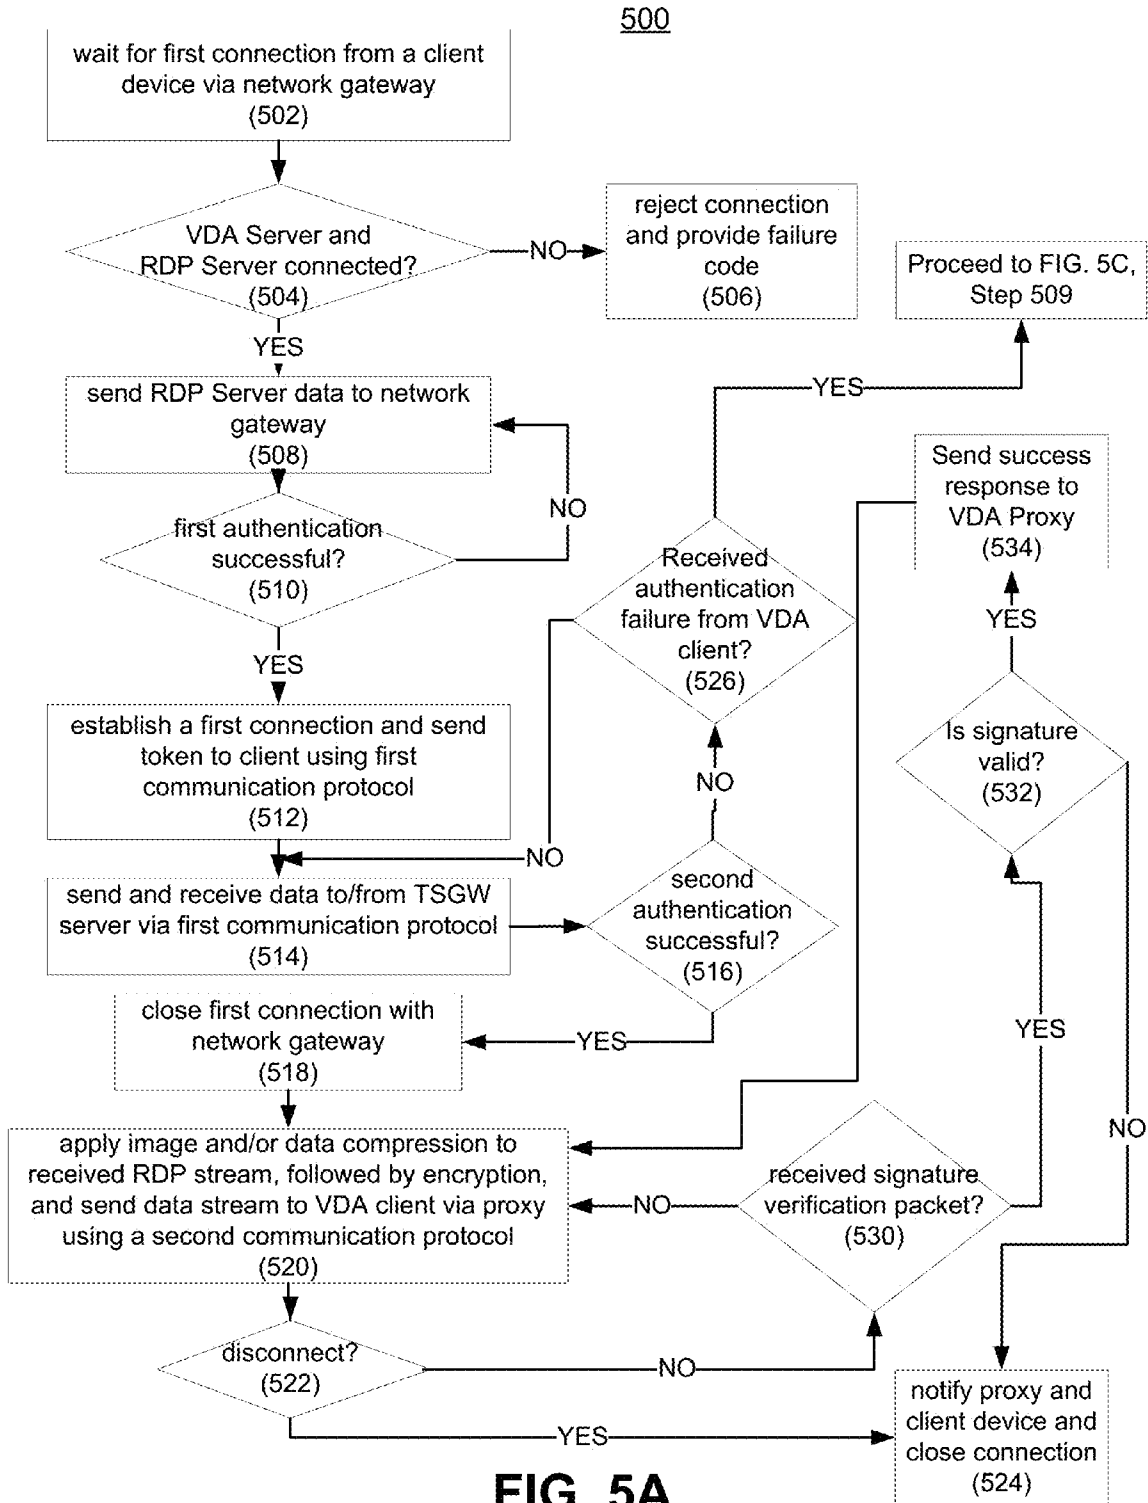 500
wait for first connection from a client
device via network gateway
(502)
VDA Server and
RDP Server connected?
(504)
NO
reject connection
and provide failure
code
(506)
Proceed to FIG. 5C,
Step 509
YES
send RDP Server data to network
gateway
(508)
YES
NO
first authentication
successful?
(510)
Send success
response to
VDA Proxy
(534)
Received
authentication
failure from VDA
client?
(526)
YES
YES
establish a first connection and send
token to client using first
communication protocol
(512)
Is signature
valid?
(532)
NO
NO
send and receive data to/from TSGW
server via first communication protocol
(514)
second
authentication
successful?
(516)
close first connection with
network gateway
(518)
YES
YES
NO
apply image and/or data compression to
received RDP stream, followed by encryption,
and send data stream to VDA client via proxy
using a second communication protocol
(520)
NO
received signature
verification packet?
(530)
disconnect?
(522)
NO
notify proxy and
client device and
close connection
(524)
YES
FIG. 5A